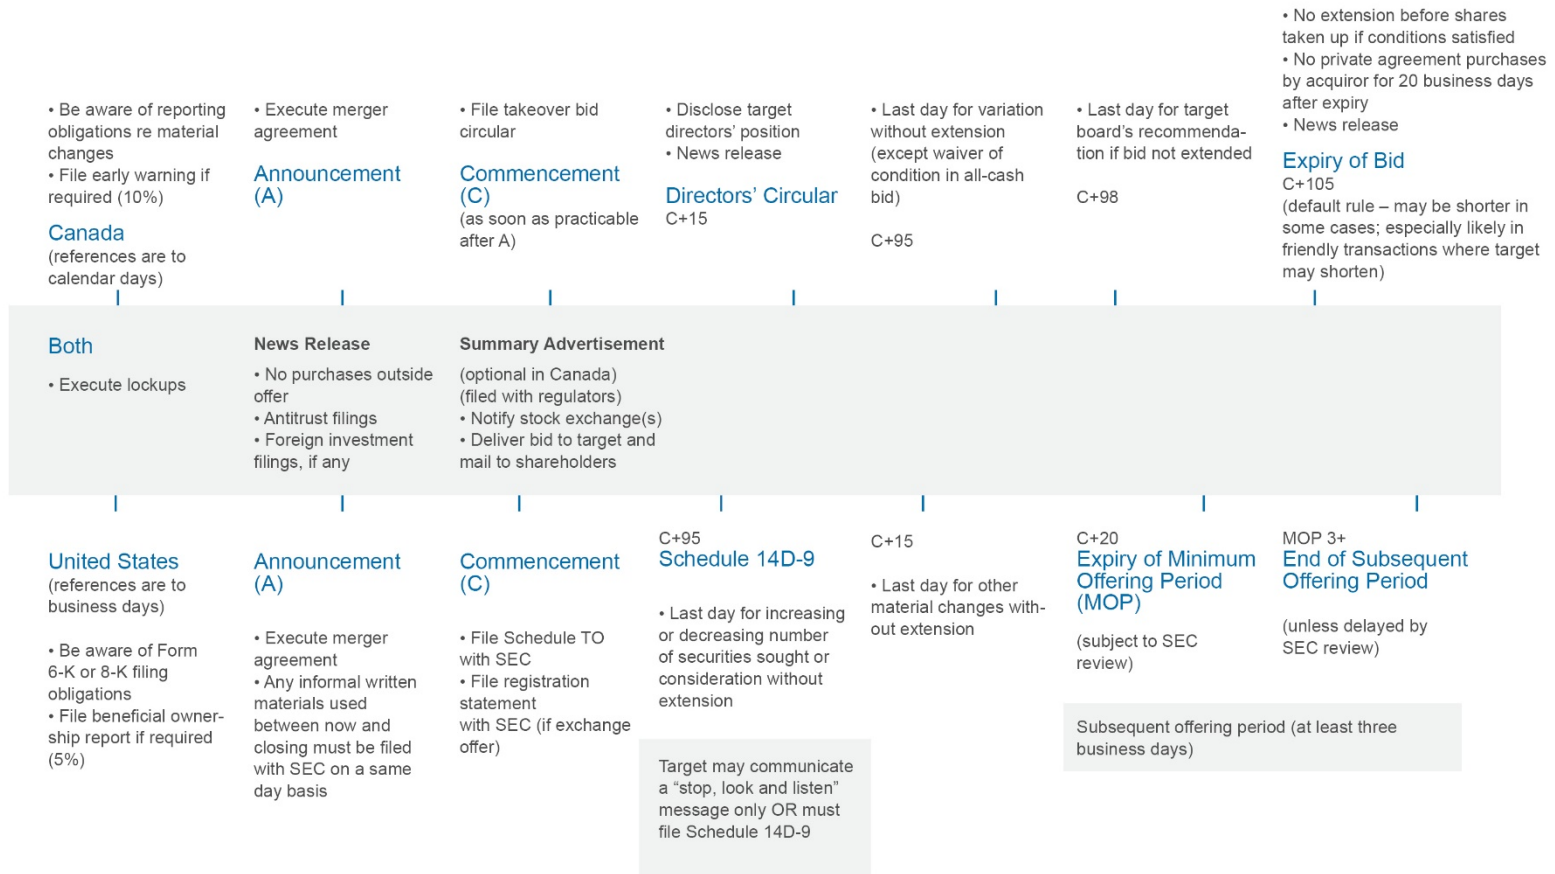 • Be aware of reporting
obligations re material
changes
• File early warning if
required (10%)
Canada
(references are to
calendar days)
• Execute merger
agreement
Announcement
(A)
• File takeover bid
circular
Commencement
(C)
(as soon as practicable
after A)
• Disclose target
directors’ position
• News release
Directors’ Circular
C+15
• Last day for variation
without extension
(except waiver of
condition in all-cash
bid)
C+95
• Last day for target
board’s recommenda-
tion if bid not extended
C+98
• No extension before shares
taken up if conditions satisfied
• No private agreement purchases
by acquiror for 20 business days
after expiry
• News release
Expiry of Bid
C+105
(default rule – may be shorter in
some cases; especially likely in
friendly transactions where target
may shorten)
Both
• Execute lockups
News Release
• No purchases outside
offer
• Antitrust filings
• Foreign investment
filings, if any
Summary Advertisement
(optional in Canada)
(filed with regulators)
• Notify stock exchange(s)
• Deliver bid to target and
mail to shareholders
United States
(references are to
business days)
• Be aware of Form
6-K or 8-K filing
obligations
• File beneficial owner-
ship report if required
(5%)
Announcement
(A)
• Execute merger
agreement
• Any informal written
materials used
between now and
closing must be filed
with SEC on a same
day basis
Commencement
(C)
• File Schedule TO
with SEC
• File registration
statement
with SEC (if exchange
offer)
C+95
Schedule 14D-9
• Last day for increasing
or decreasing number
of securities sought or
consideration without
extension
Target may communicate
a “stop, look and listen”
message only OR must
file Schedule 14D-9
C+15
• Last day for other
material changes with-
out extension
C+20
Expiry of Minimum
Offering Period
(MOP)
(subject to SEC
review)
MOP 3+
End of Subsequent
Offering Period
(unless delayed by
SEC review)
Subsequent offering period (at least three
business days)